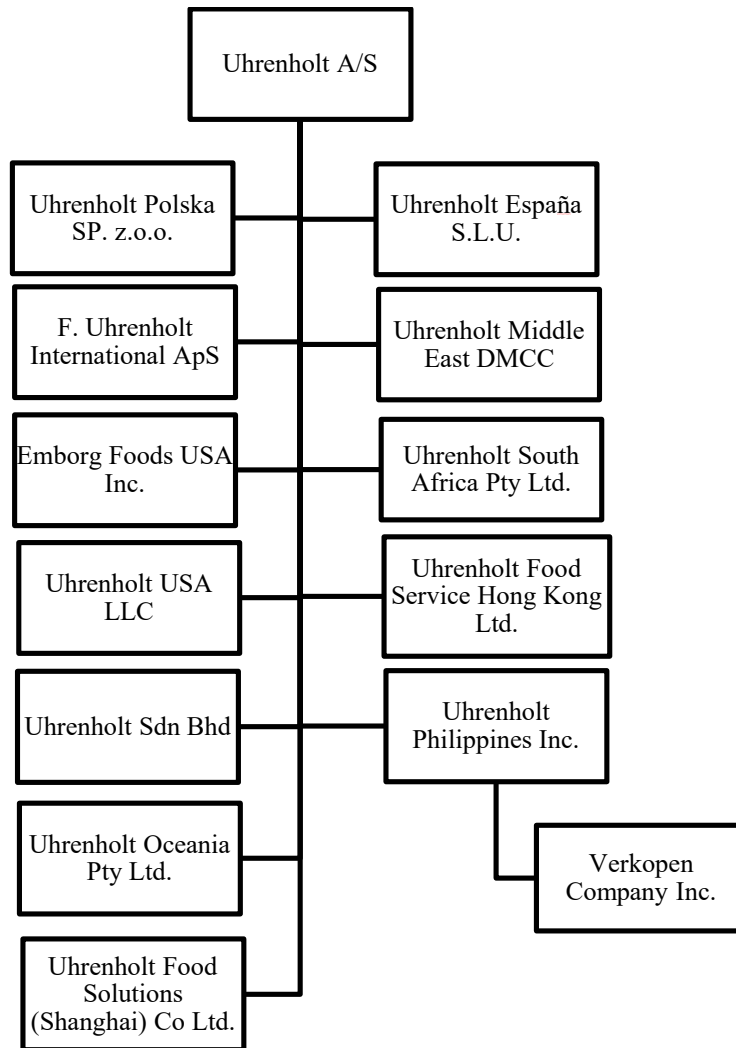 Uhrenholt A/S
Uhrenholt Polska
SP. z.o.o.
Uhrenholt España
S.L.U.
F. Uhrenholt
International ApS
Uhrenholt Middle
East DMCC
Emborg Foods USA
Inc.
Uhrenholt South
Africa Pty Ltd.
Uhrenholt USA
LLC
Uhrenholt Food
Service Hong Kong
Ltd.
Uhrenholt Sdn Bhd
Uhrenholt
Philippines Inc.
Uhrenholt Oceania
Pty Ltd.
Verkopen
Company Inc.
Uhrenholt Food
Solutions
(Shanghai) Co Ltd.